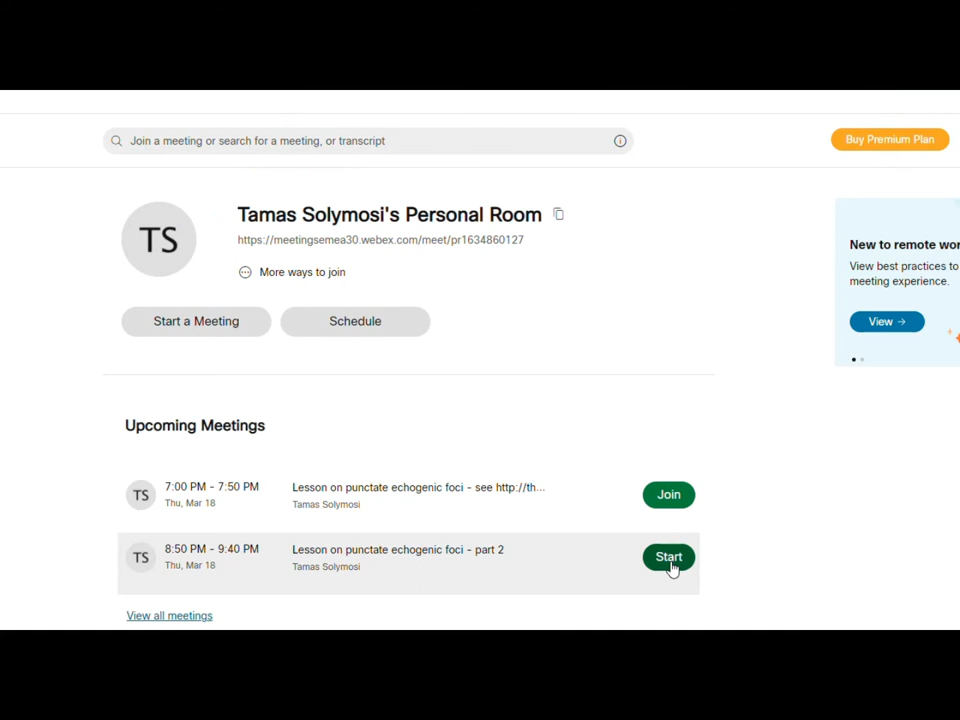 Join a meeting or search for a meeting, or transcript
Buy Premium Plan
TS
Tamas Solymosi's Personal Room
https://meetingsemea30.webex.com/meet/pr1634860127
More ways to join
Start a Meeting
Schedule
New to remote wor
View best practices to
meeting experience.
View →
Upcoming Meetings
TS
7:00 PM - 7:50 PM
Thu, Mar 18
Lesson on punctate echogenic foci - see http://th...
Tamas Solymosi
Join
TS
8:50 PM - 9:40 PM
Thu, Mar 18
Lesson on punctate echogenic foci - part 2
Tamas Solymosi
Start
View all meetings